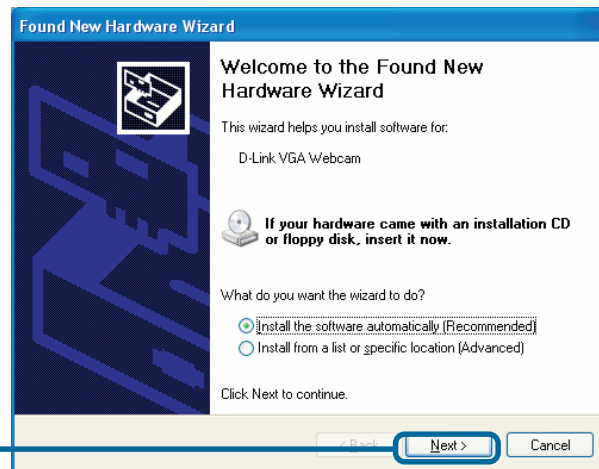 Found New Hardware Wizard
Welcome to the Found New
Hardware Wizard
This wizard helps you install software for:
D-Link VGA Webcam
If your hardware came with an installation CD
or floppy disk, insert it now.
What do you want the wizard to do?
Install the software automatically (Recommended)
Install from a list or specific location (Advanced)
Click Next to continue.
< Back Next > Cancel